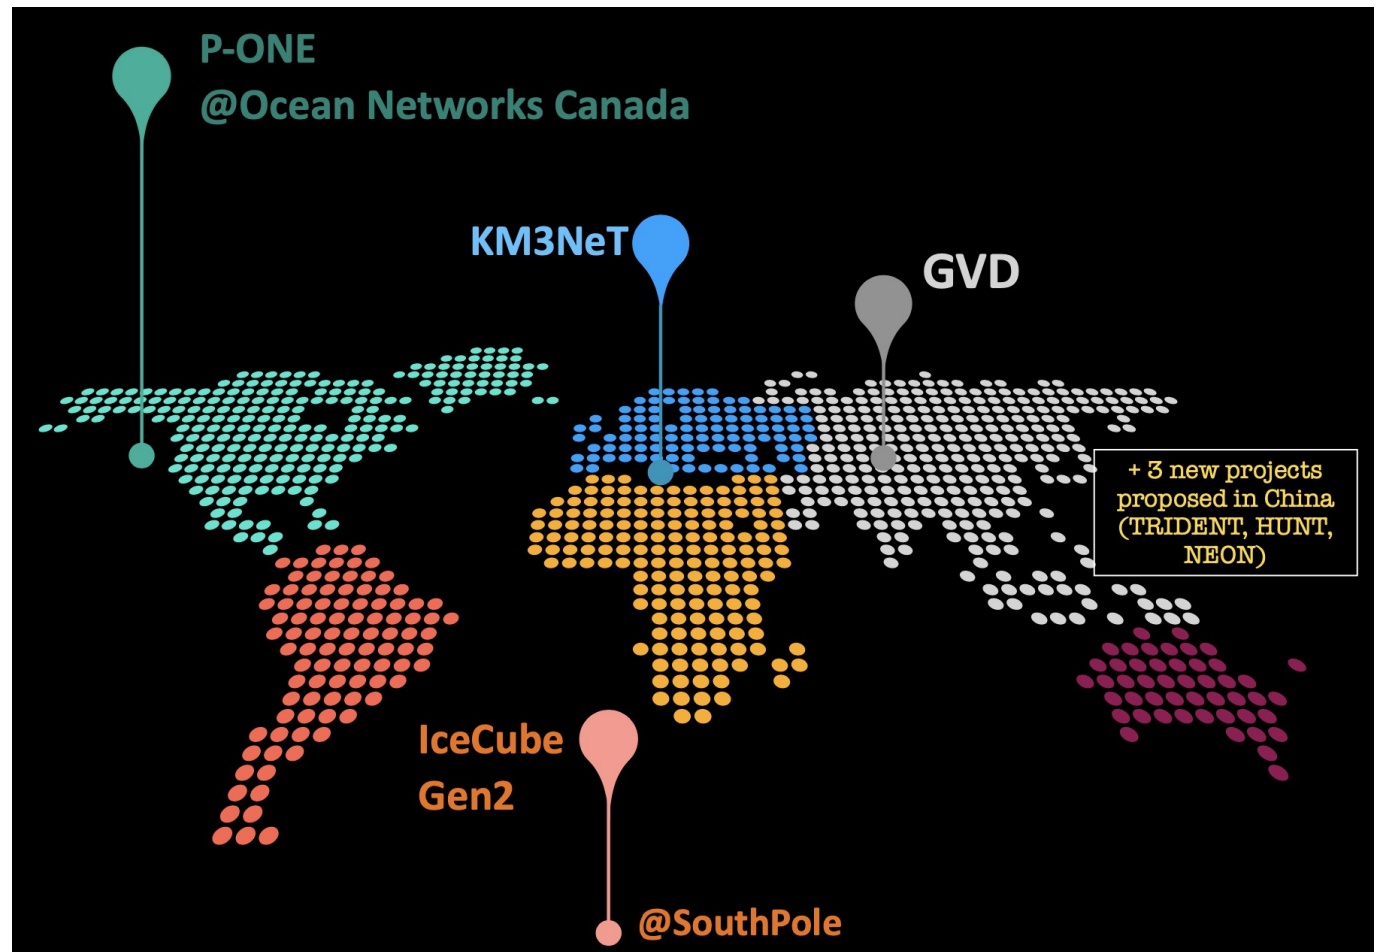 P-ONE
@Ocean Networks Canada
KM3NeT
GVD
+ 3 new projects
proposed in China
(TRIDENT, HUNT,
NEON)
IceCube
Gen2
@SouthPole